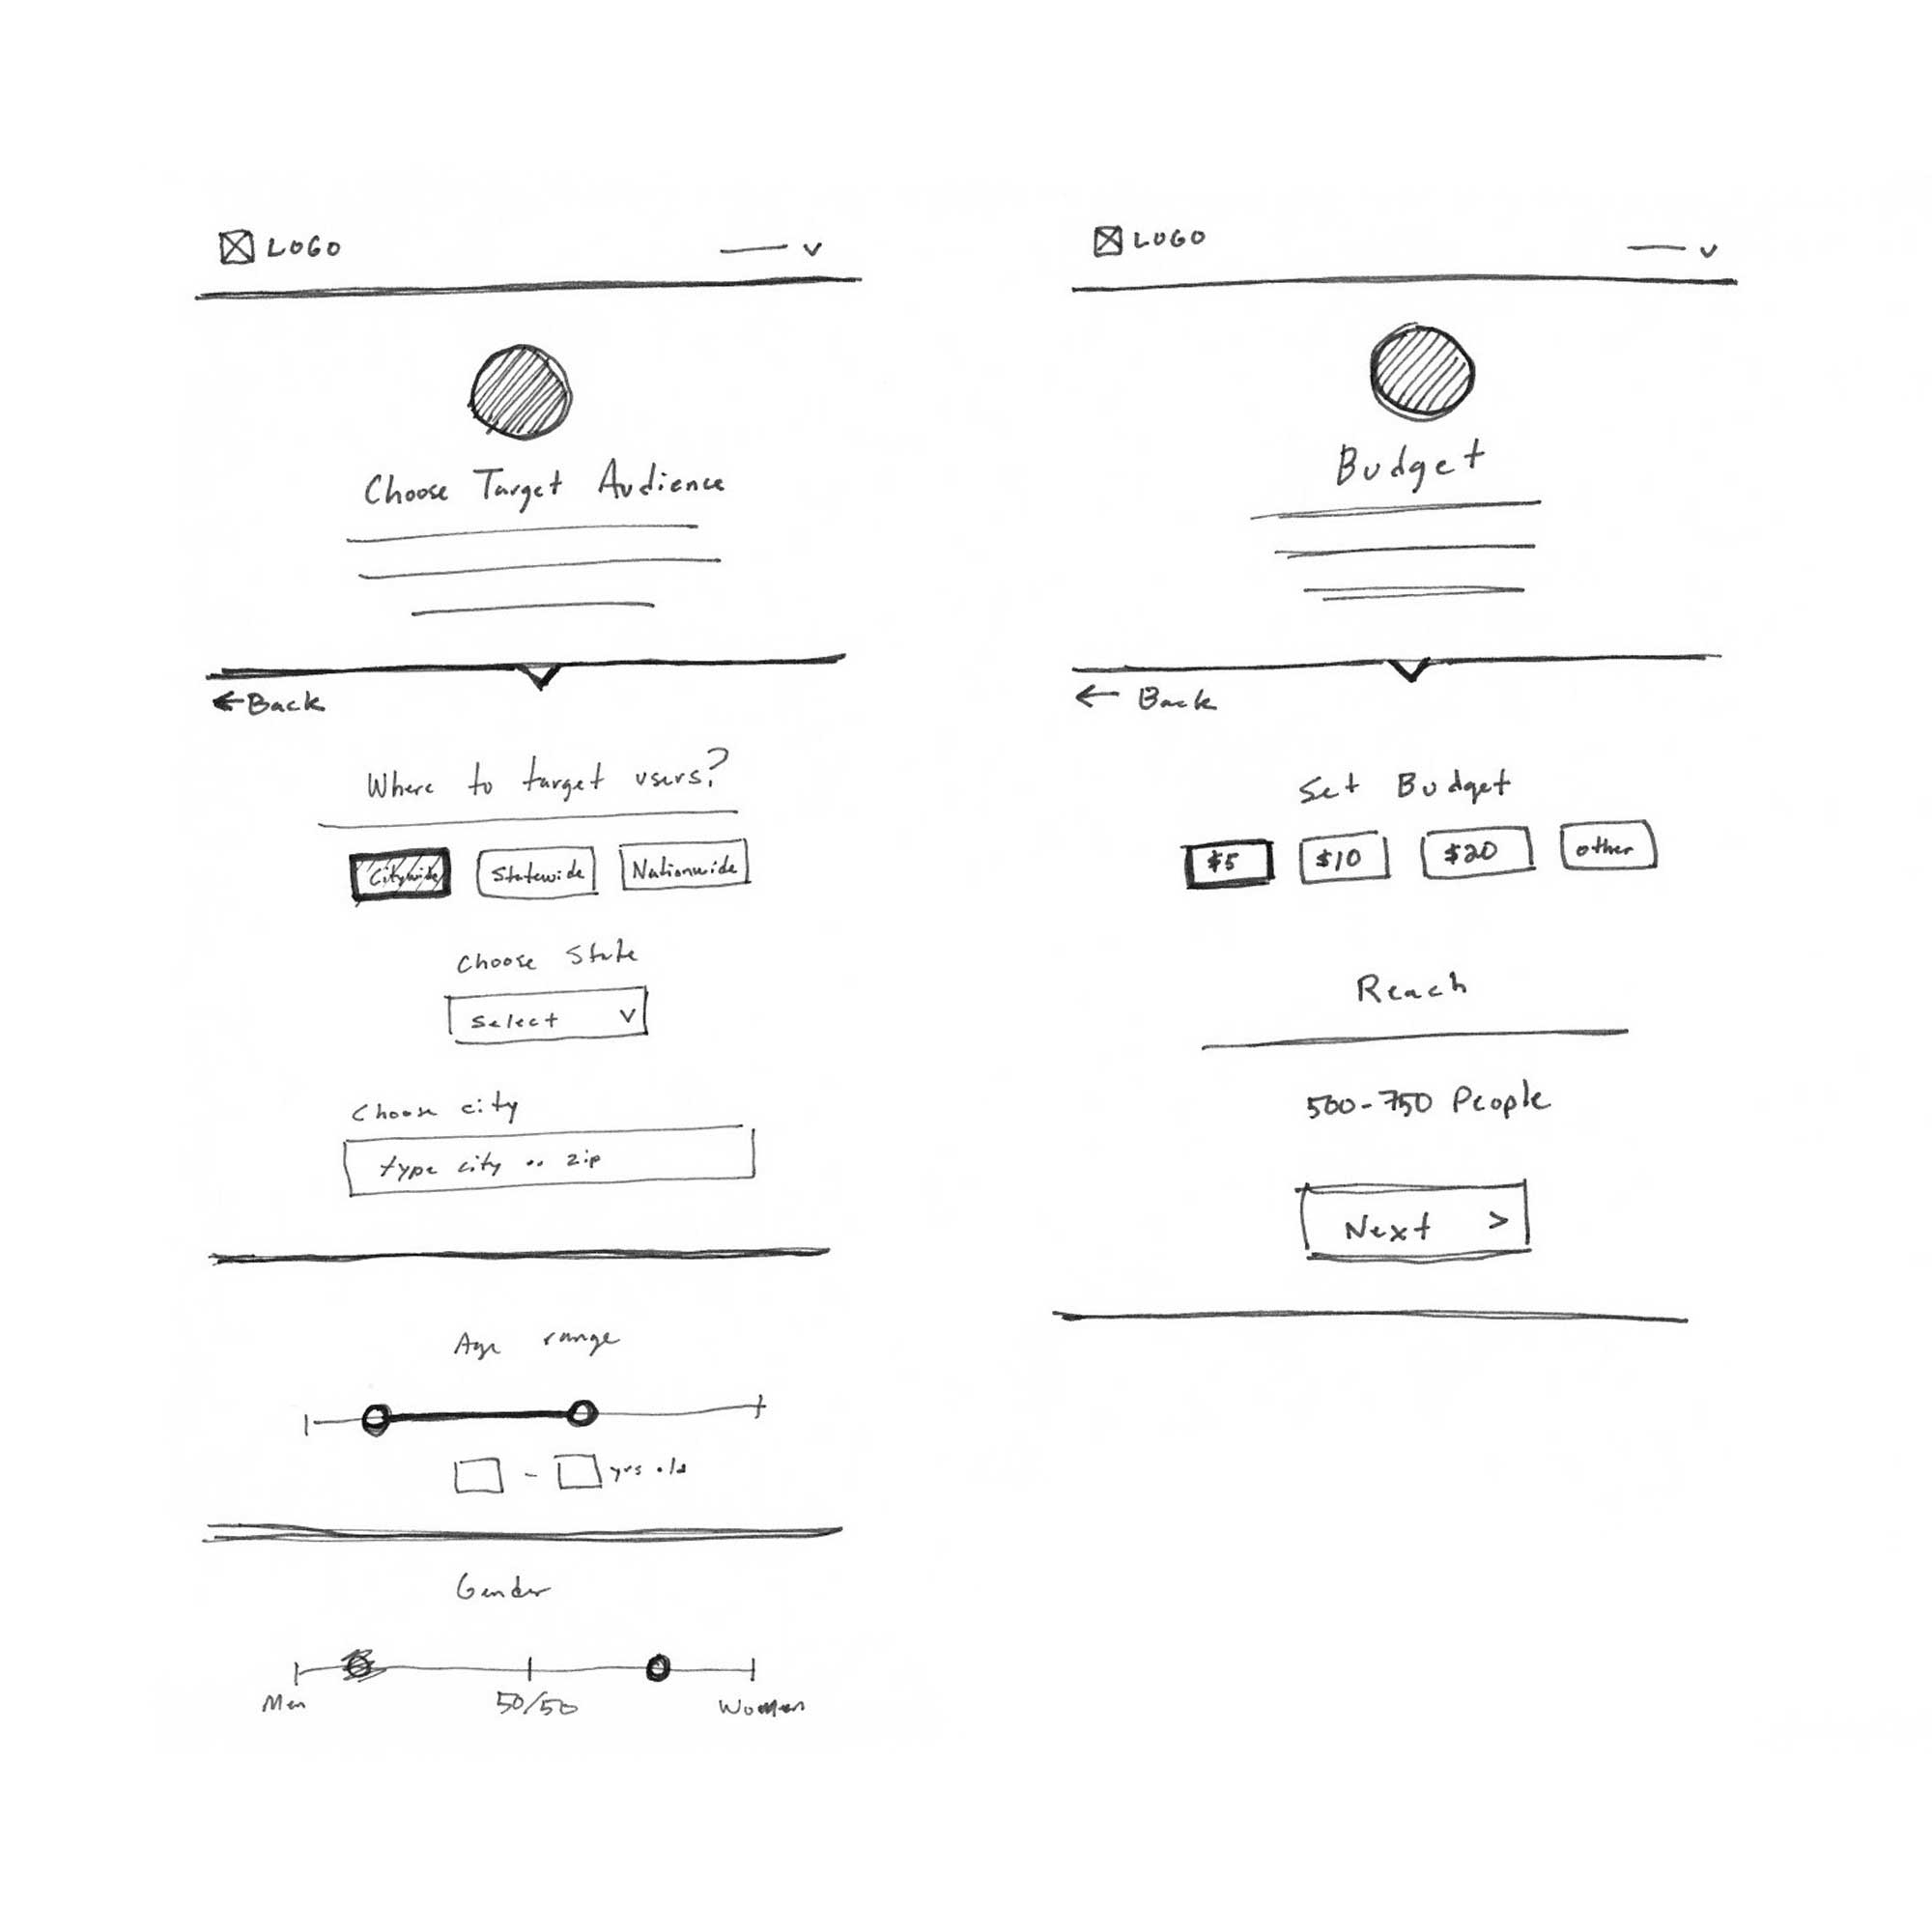 LOGO
Choose Target Audience
←Back
Where to target users?
Citywide Statewide Nationwide
Choose State
Select V
Choose city
type city or zip
Age range
- yrs old
Gender
Men 50/50 Women
LOGO
Budget
← Back
Set Budget
$5 $10 $20 other
Reach
500-750 People
Next >